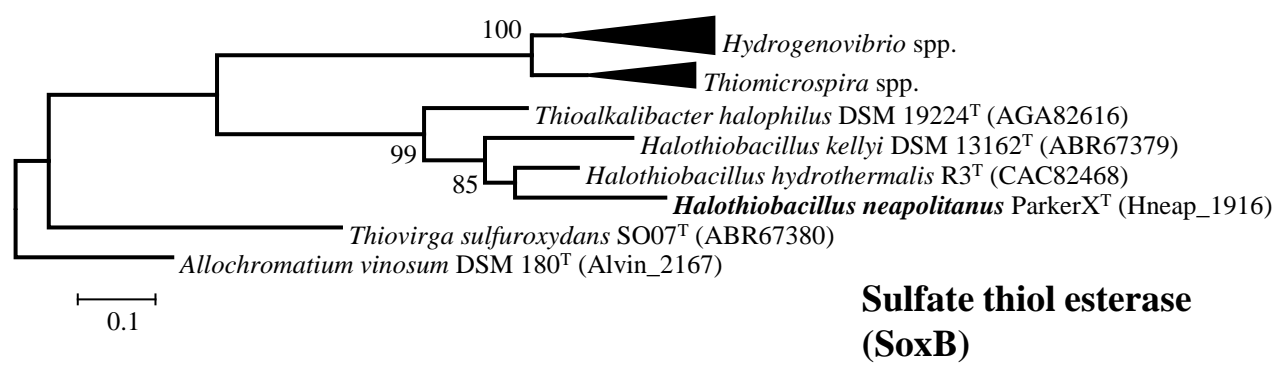 100
Hydrogenovibrio spp.
Thiomicrospira spp.
Thioalkalibacter halophilus DSM 19224ᵀ (AGA82616)
Halothiobacillus kellyi DSM 13162ᵀ (ABR67379)
99
Halothiobacillus hydrothermalis R3ᵀ (CAC82468)
85
Halothiobacillus neapolitanus ParkerXᵀ (Hneap_1916)
Thiovirga sulfuroxydans SO07ᵀ (ABR67380)
Allochromatium vinosum DSM 180ᵀ (Alvin_2167)
0.1
Sulfate thiol esterase
(SoxB)